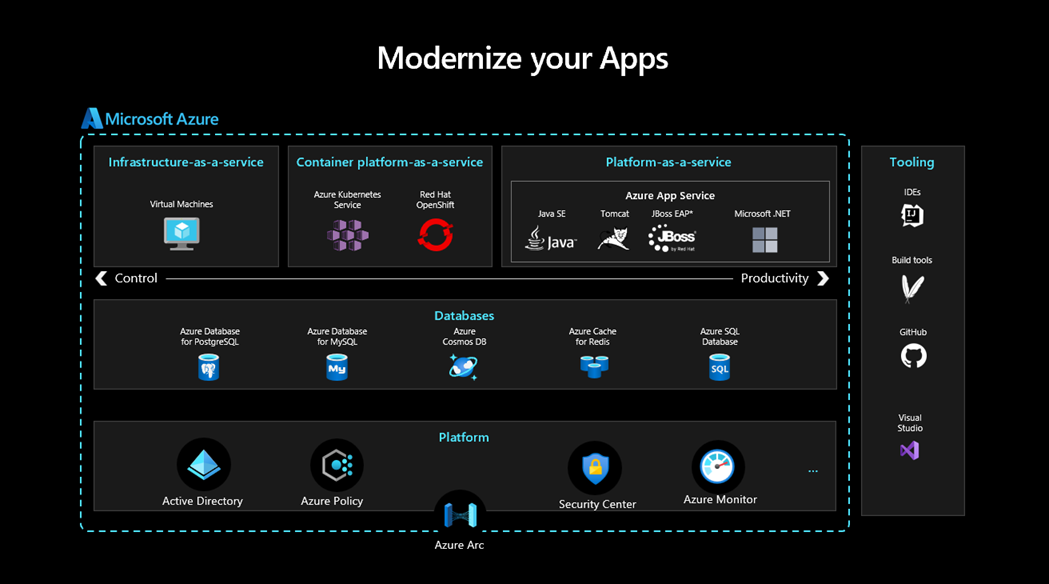 Modernize your Apps
Microsoft Azure
Infrastructure-as-a-service
Virtual Machines
Container platform-as-a-service
Azure Kubernetes
Service
Red Hat
OpenShift
Platform-as-a-service
Azure App Service
Java SE
Java
Tomcat
JBoss EAP*
JBoss
by Red Hat
Microsoft .NET
Control
Productivity
Databases
Azure Database
for PostgreSQL
Azure Database
for MySQL
My
Azure
Cosmos DB
Azure Cache
for Redis
Azure SQL
Database
SQL
Platform
Active Directory
Azure Policy
Azure Arc
Security Center
Azure Monitor
...
Tooling
IDEs
IJ
Build tools
GitHub
Visual
Studio